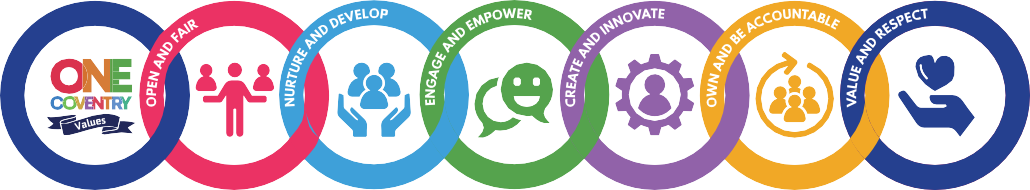 ONE
COVENTRY
Values
OPEN AND FAIR
NURTURE AND DEVELOP
ENGAGE AND EMPOWER
CREATE AND INNOVATE
OWN AND BE ACCOUNTABLE
VALUE AND RESPECT